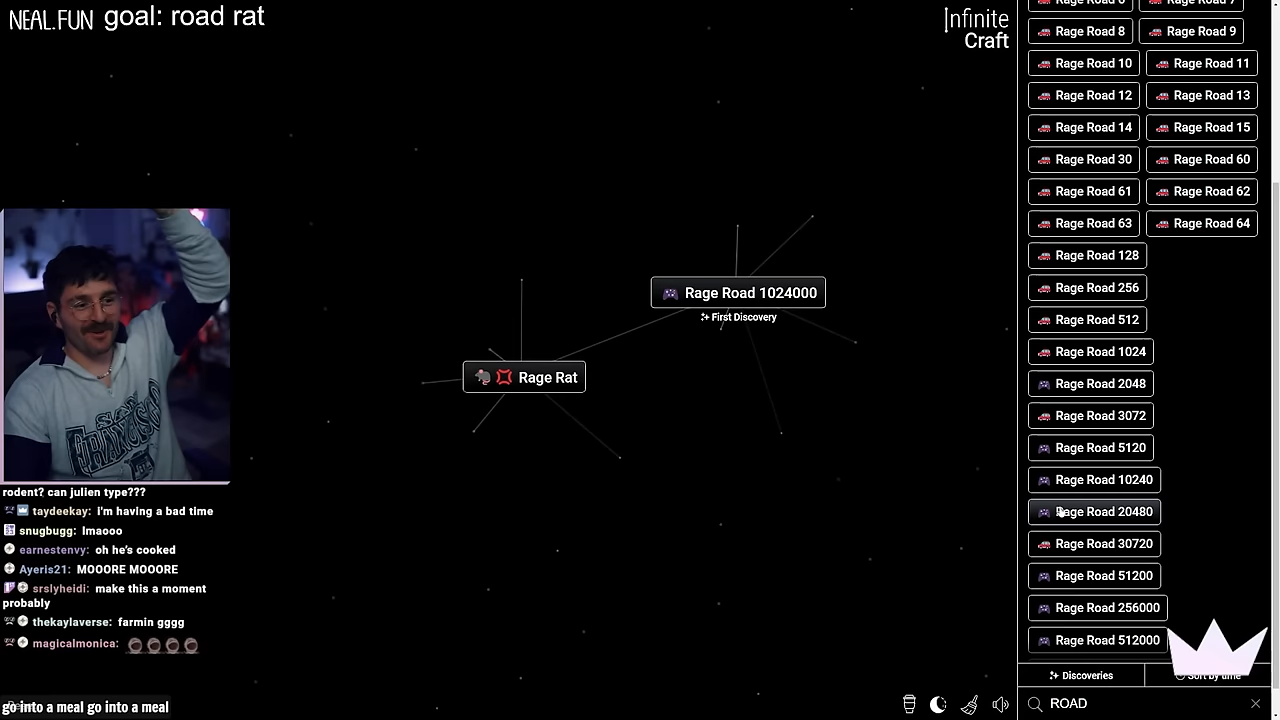 NEAL.FUN goal: road rat
Infinite
Craft
Rage Road 8
Rage Road 9
Rage Road 10
Rage Road 11
Rage Road 12
Rage Road 13
Rage Road 14
Rage Road 15
Rage Road 30
Rage Road 60
Rage Road 61
Rage Road 62
Rage Road 63
Rage Road 64
Rage Road 128
Rage Road 256
Rage Road 512
Rage Road 1024
Rage Road 2048
Rage Road 3072
Rage Road 5120
Rage Road 10240
Rage Road 20480
Rage Road 30720
Rage Road 51200
Rage Road 256000
Rage Road 512000
Discoveries
Sort by time
ROAD
Rage Road 1024000
First Discovery
Rage Rat
SAN
FRANCISCO
rodent? can julien type???
taydeekay: I'm having a bad time
snugbugg: lmaooo
earnestenvy: oh he's cooked
Ayeris21: MOOORE MOOORE
srslyheidi: make this a moment
probably
thekaylaverse: farmin gggg
magicalmonica:
go into a meal go into a meal